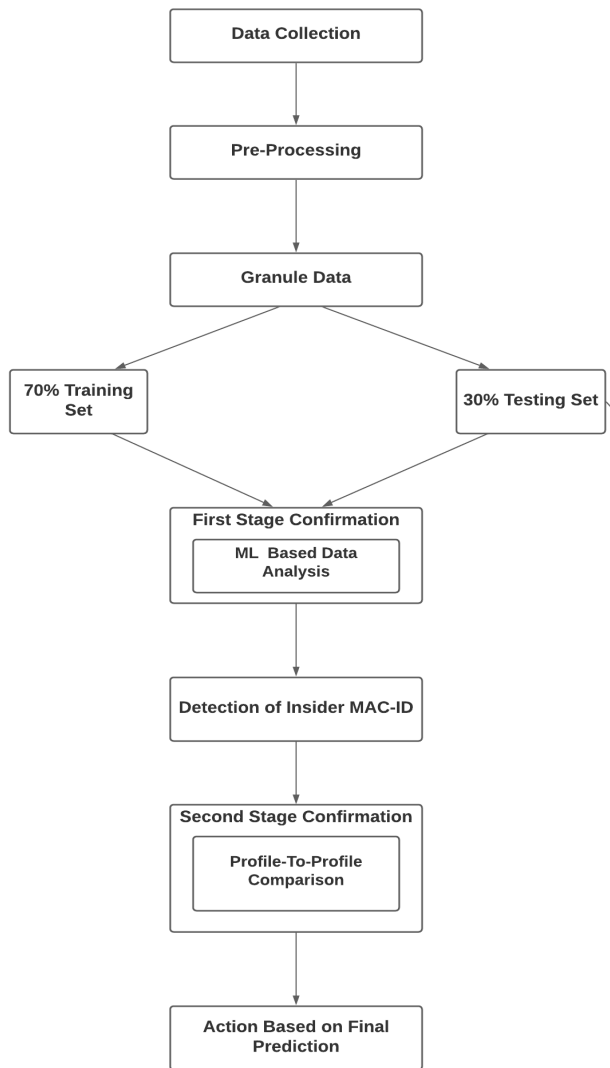 Data Collection
Pre-Processing
Granule Data
70% Training
Set
30% Testing Set
First Stage Confirmation
ML  Based Data
Analysis
Detection of Insider MAC-ID
Second Stage Confirmation
Profile-To-Profile
Comparison
Action Based on Final
Prediction